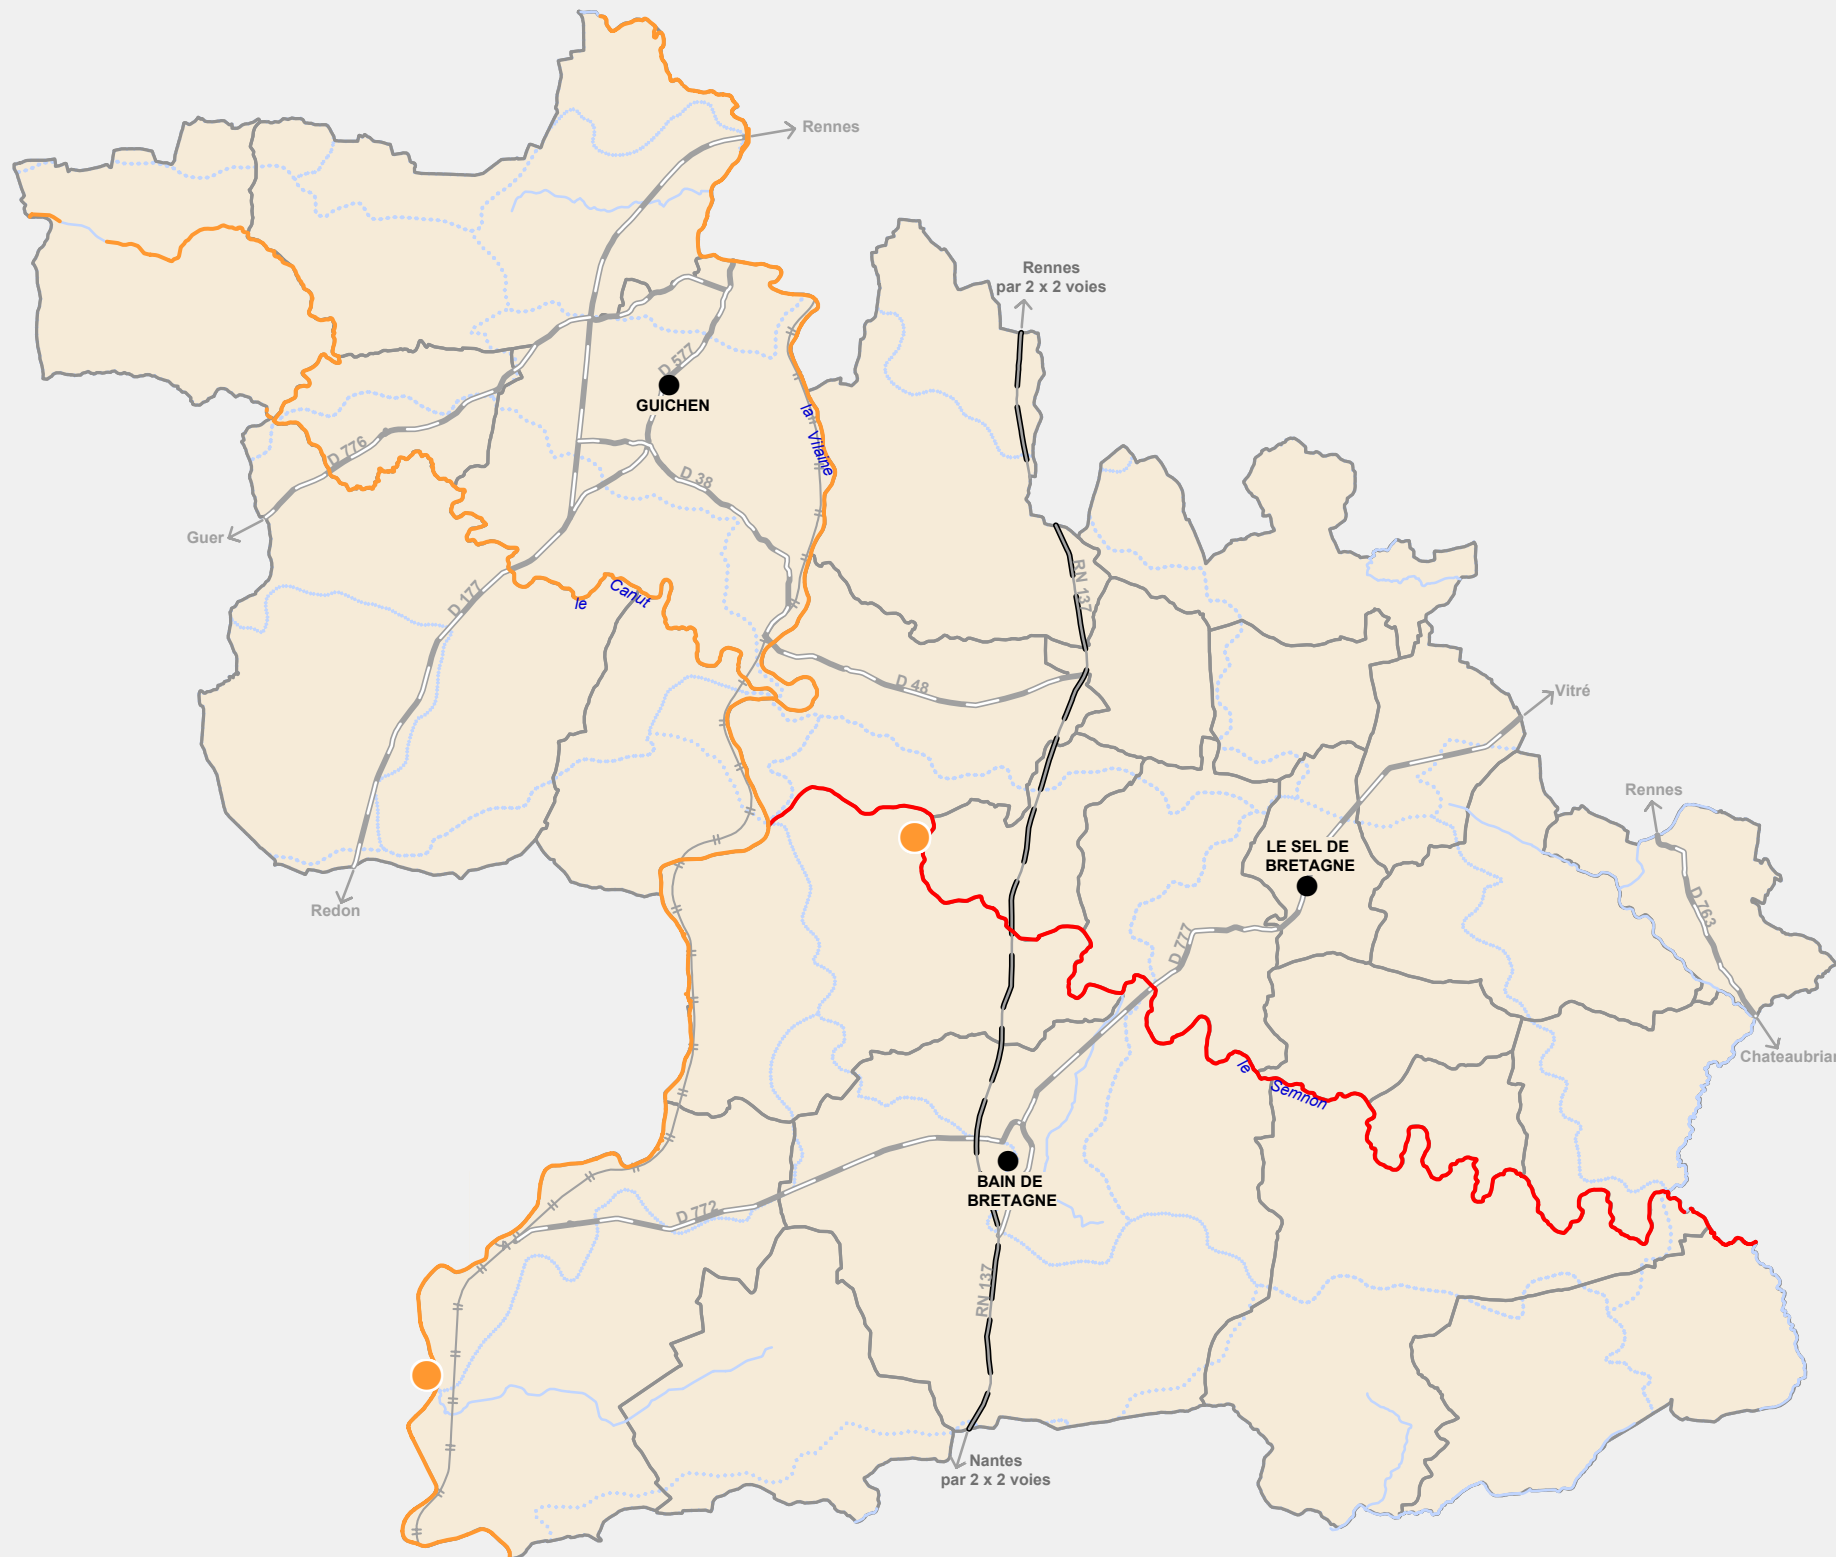 Rennes
Rennes
par 2 x 2 voies
D 577
GUICHEN
la Vilaine
D 776
D 38
Guer
RN 137
D 177
le Canut
D 48
Vitré
Rennes
LE SEL DE
BRETAGNE
D 763
Redon
D 777
Chateaubrian
le Semnon
BAIN DE
BRETAGNE
D 772
RN 137
Nantes
par 2 x 2 voies